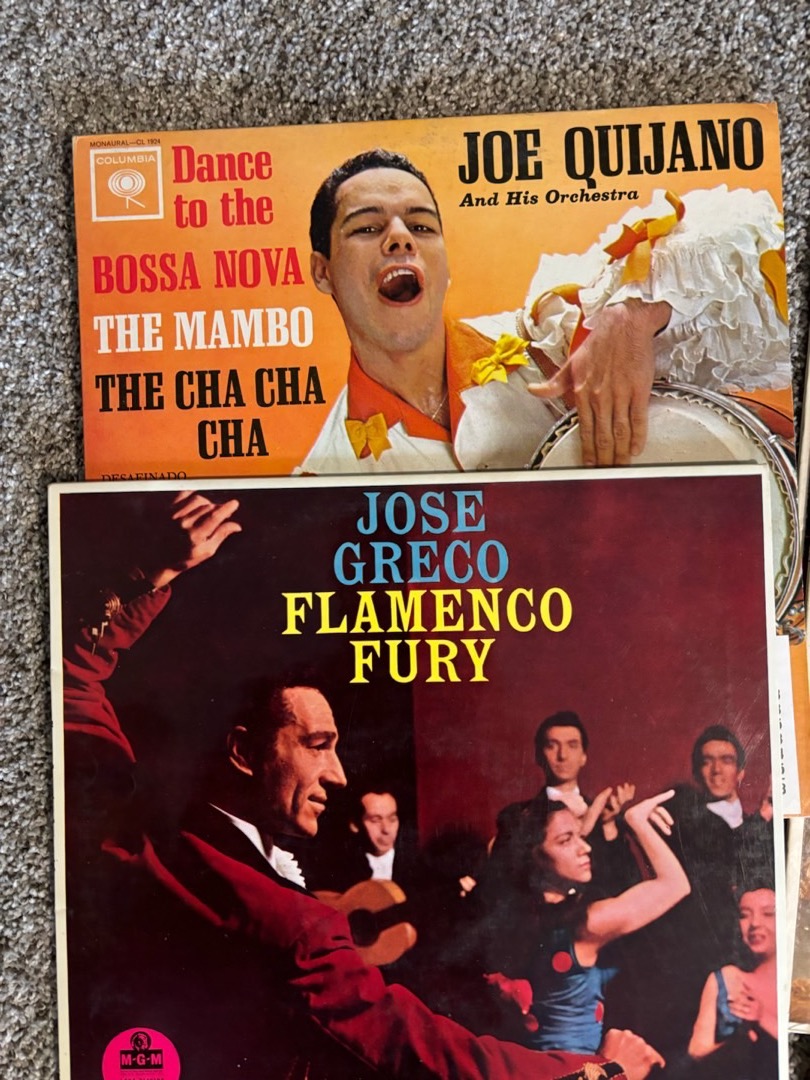 MONAURAL—CL 1924
COLUMBIA
Dance
to the
BOSSA NOVA
THE MAMBO
THE CHA CHA
CHA
JOE QUIJANO
And His Orchestra
DESAFINADO
JOSE
GRECO
FLAMENCO
FURY
M-G-M